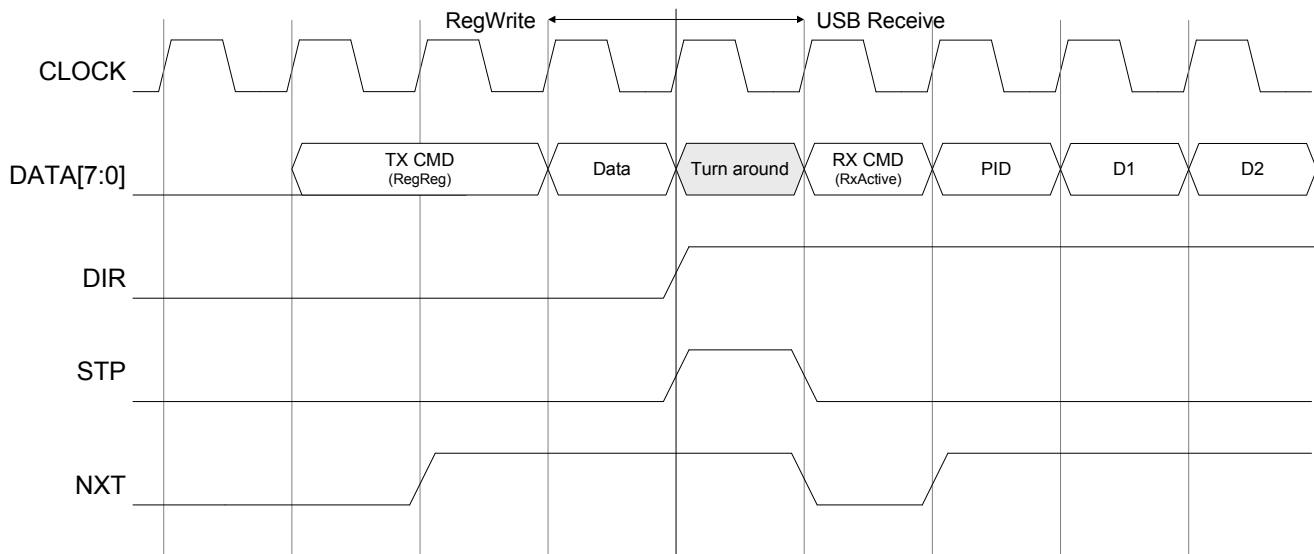 RegWrite
USB Receive
CLOCK
DATA[7:0]
TX CMD
(RegReg)
Data
Turn around
RX CMD
(RxActive)
PID
D1
D2
DIR
STP
NXT